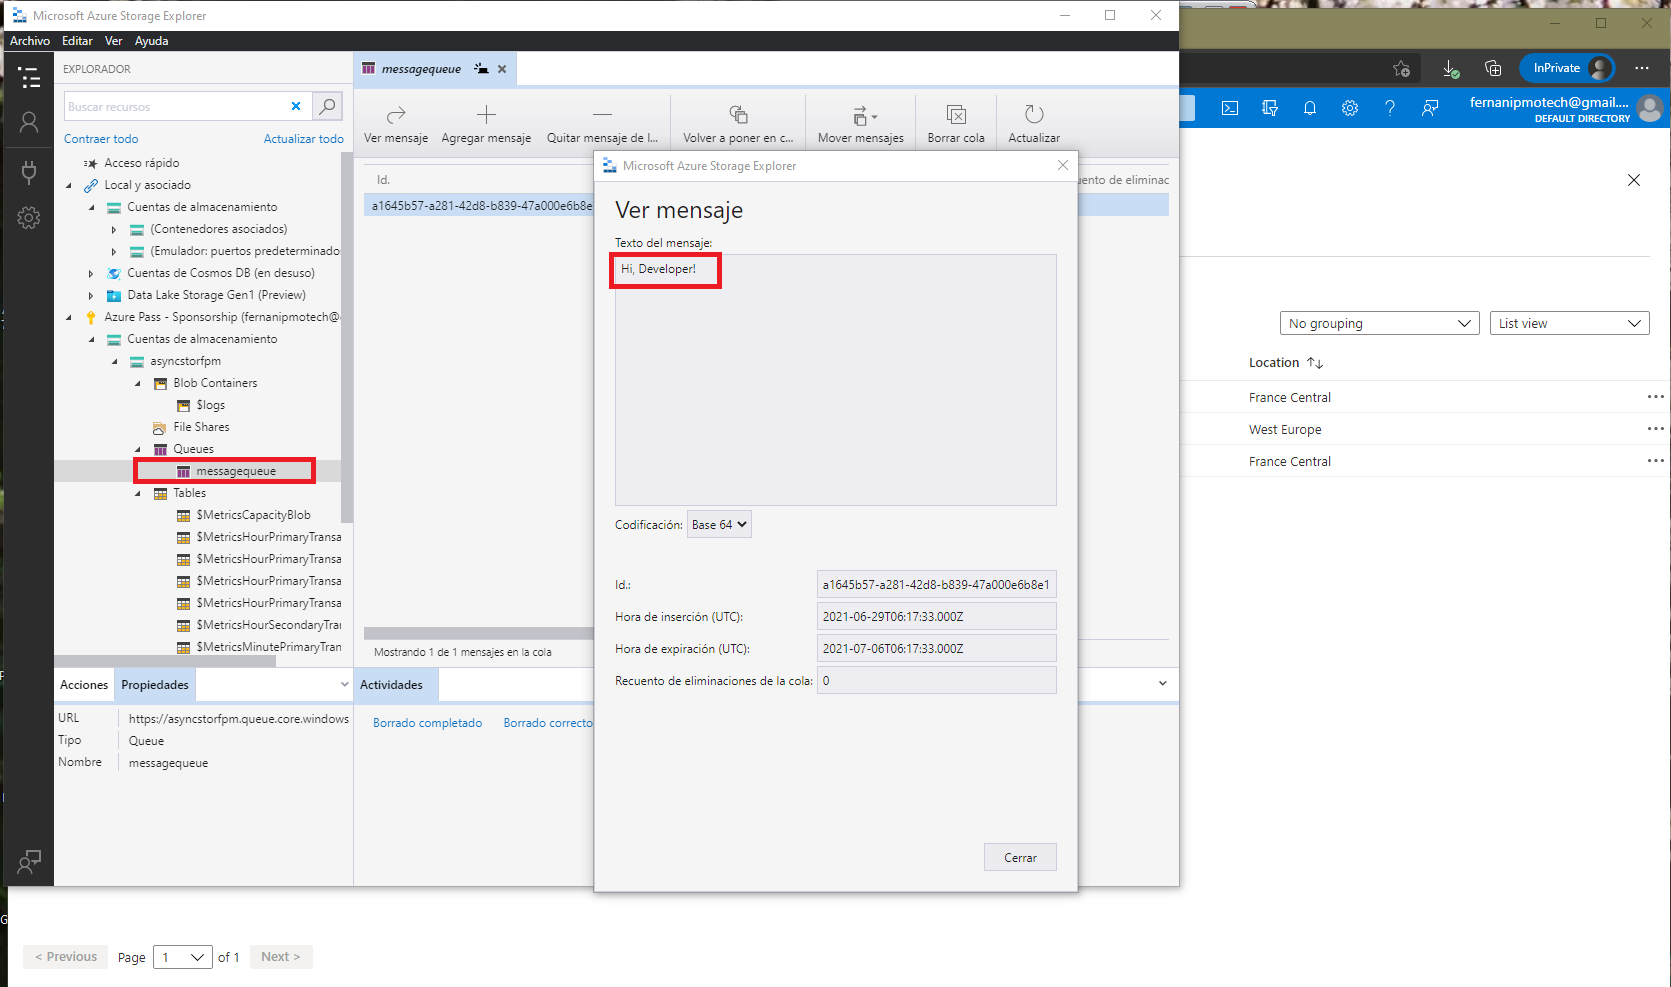 Microsoft Azure Storage Explorer
Archivo Editar Ver Ayuda
EXPLORADOR
Buscar recursos
Contraer todo Actualizar todo
Acceso rápido
Local y asociado
Cuentas de almacenamiento
(Contenedores asociados)
(Emulador: puertos predeterminado
Cuentas de Cosmos DB (en desuso)
Data Lake Storage Gen1 (Preview)
Azure Pass - Sponsorship (fernanipmotech@
Cuentas de almacenamiento
asyncstorfpm
Blob Containers
$logs
File Shares
Queues
messagequeue
Tables
$MetricsCapacityBlob
$MetricsHourPrimaryTransa
$MetricsHourPrimaryTransa
$MetricsHourPrimaryTransa
$MetricsHourPrimaryTransa
$MetricsHourSecondaryTrar
$MetricsMinutePrimaryTran
Acciones Propiedades
URL https://asyncstorfpm.queue.core.windows
Tipo Queue
Nombre messagequeue
messagequeue
Ver mensaje Agregar mensaje Quitar mensaje de l... Volver a poner en c... Mover mensajes Borrar cola Actualizar
Id. uento de eliminac
a1645b57-a281-42d8-b839-47a000e6b8e
Mostrando 1 de 1 mensajes en la cola
Actividades
Borrado completado Borrado correcto
Microsoft Azure Storage Explorer
Ver mensaje
Texto del mensaje:
Hi, Developer!
Codificación: Base 64
Id.: a1645b57-a281-42d8-b839-47a000e6b8e1
Hora de inserción (UTC): 2021-06-29T06:17:33.000Z
Hora de expiración (UTC): 2021-07-06T06:17:33.000Z
Recuento de eliminaciones de la cola: 0
Cerrar
InPrivate
fernanipmotech@gmail....
DEFAULT DIRECTORY
No grouping List view
Location
France Central
West Europe
France Central
< Previous Page 1 of 1 Next >